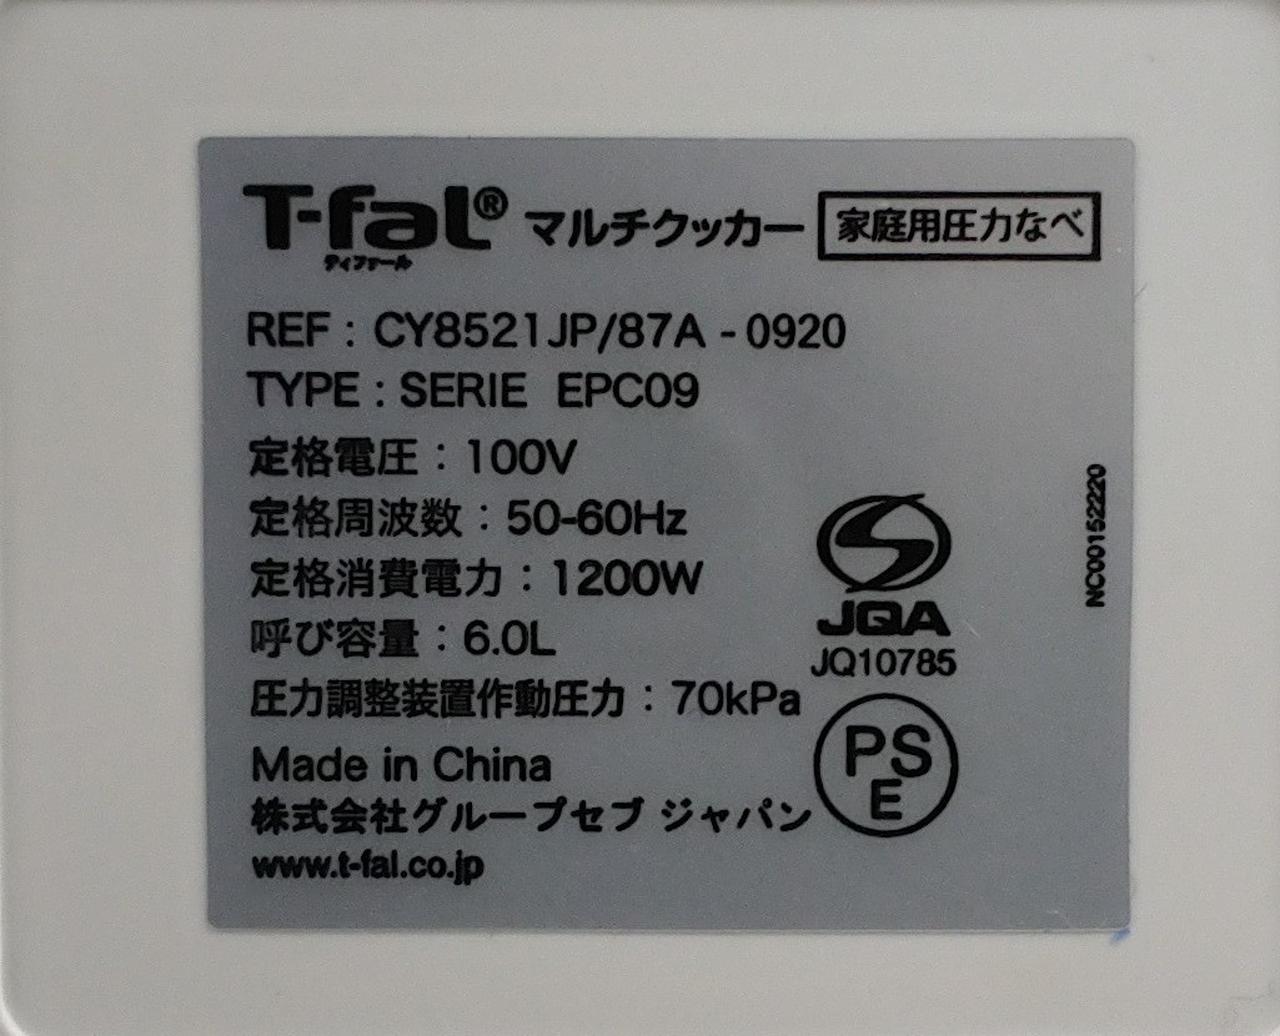 T-fal® マルチクッカー 家庭用圧力なべ
ティファール
REF : CY8521JP/87A - 0920
TYPE : SERIE EPC09
定格電圧 : 100V
定格周波数 : 50-60Hz
定格消費電力 : 1200W
呼び容量 : 6.0L
圧力調整装置作動圧力 : 70kPa
Made in China
株式会社グループセブ ジャパン
www.t-fal.co.jp
JQA
JQ10785
PS
E
NC00152220